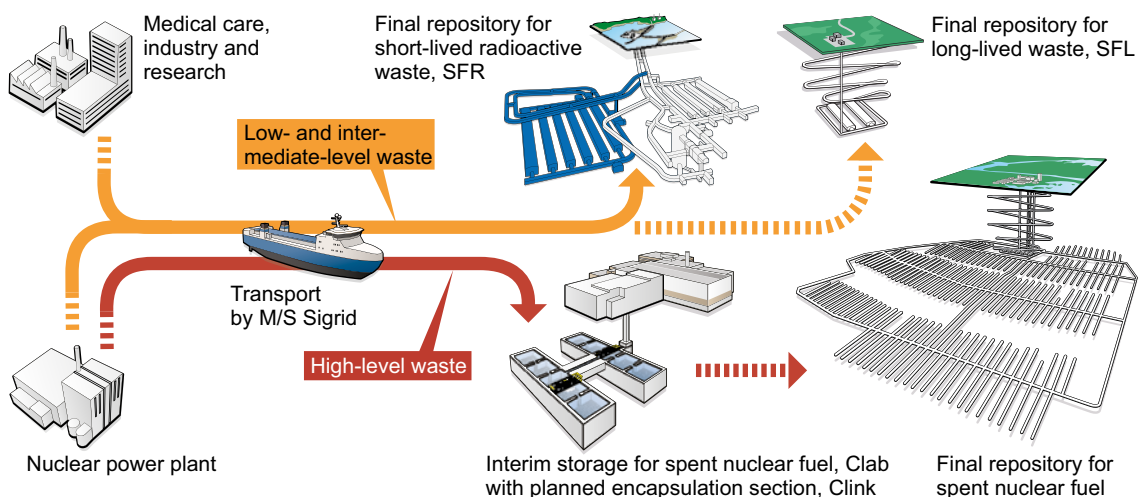 Medical care,
industry and
research
Final repository for
short-lived radioactive
waste, SFR
Final repository for
long-lived waste, SFL
Low- and inter-
mediate-level waste
Transport
by M/S Sigrid
High-level waste
Nuclear power plant
Interim storage for spent nuclear fuel, Clab
with planned encapsulation section, Clink
Final repository for
spent nuclear fuel